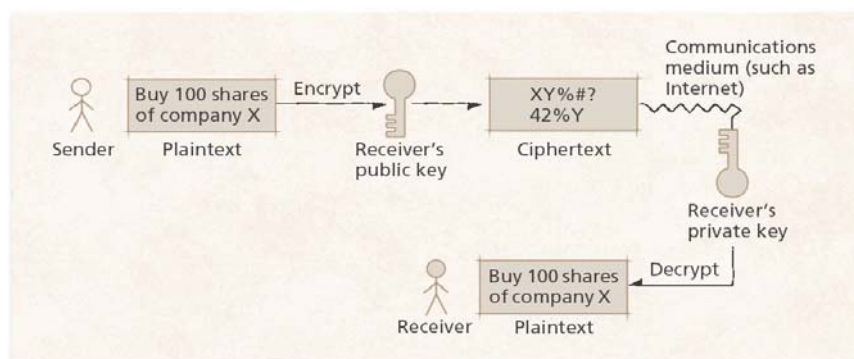 Communications
medium (such as
Internet)
Buy 100 shares
of company X
Encrypt
XY%#?
42%Y
Sender
Plaintext
Receiver's
public key
Ciphertext
Receiver's
private key
Decrypt
Buy 100 shares
of company X
Receiver
Plaintext